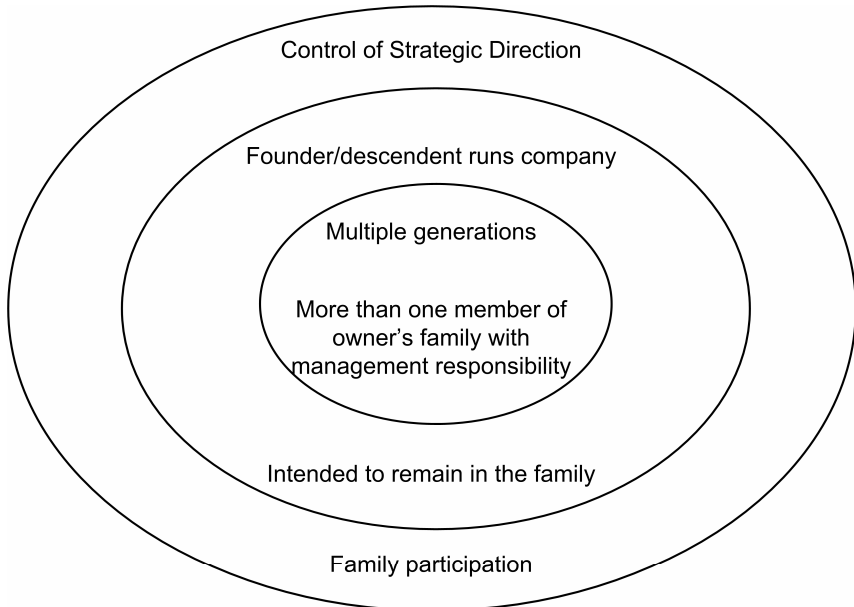 Control of Strategic Direction
Founder/descendent runs company
Multiple generations
More than one member of
owner’s family with
management responsibility
Intended to remain in the family
Family participation